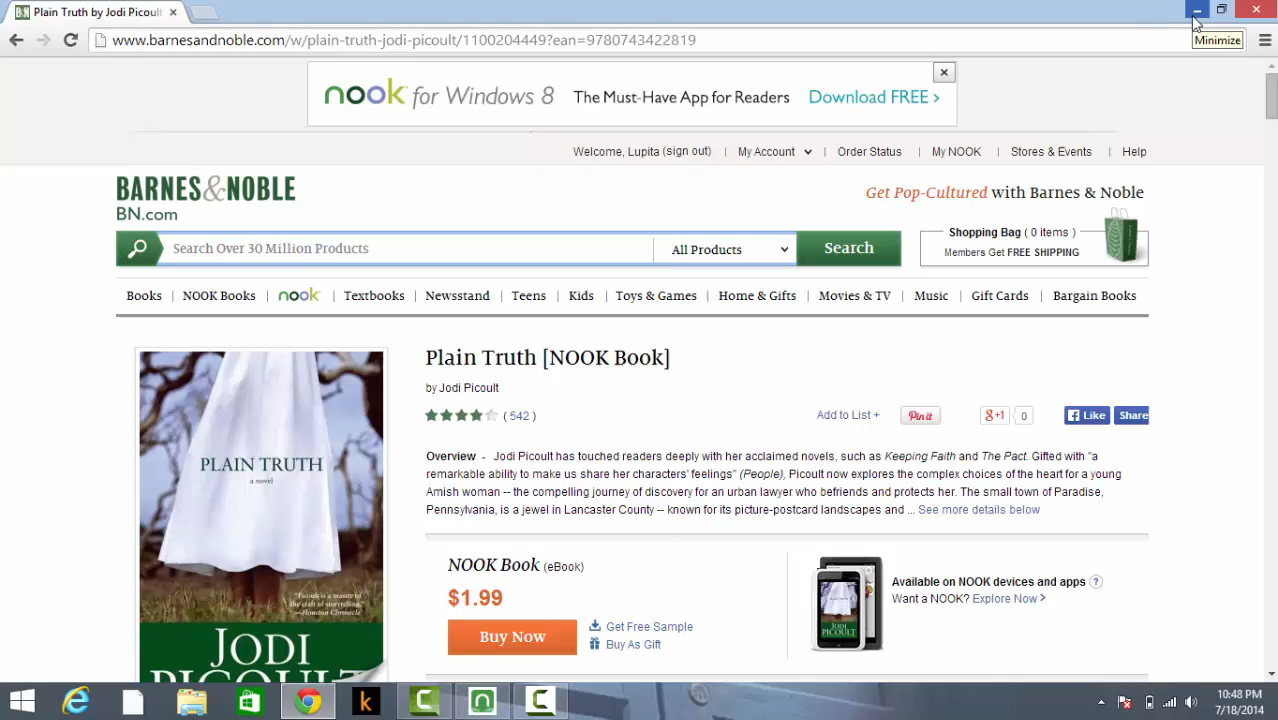 Plain Truth by Jodi Picoult
www.barnesandnoble.com/w/plain-truth-jodi-picoult/1100204449?ean=9780743422819
Minimize
nook for Windows 8 The Must-Have App for Readers Download FREE >
Welcome, Lupita (sign out) | My Account | Order Status | My NOOK | Stores & Events | Help
BARNES&NOBLE
BN.com
Get Pop-Cultured with Barnes & Noble
Search Over 30 Million Products All Products Search
Shopping Bag ( 0 items )
Members Get FREE SHIPPING
Books | NOOK Books | nook | Textbooks | Newsstand | Teens | Kids | Toys & Games | Home & Gifts | Movies & TV | Music | Gift Cards | Bargain Books
Plain Truth [NOOK Book]
by Jodi Picoult
( 542 )
Add to List + Pin it g+1 0 Like Share
Overview - Jodi Picoult has touched readers deeply with her acclaimed novels, such as Keeping Faith and The Pact. Gifted with "a
remarkable ability to make us share her characters' feelings" (People), Picoult now explores the complex choices of the heart for a young
Amish woman -- the compelling journey of discovery for an urban lawyer who befriends and protects her. The small town of Paradise,
Pennsylvania, is a jewel in Lancaster County -- known for its picture-postcard landscapes and ... See more details below
PLAIN TRUTH
a novel
"Picoult is a master
of the craft of storytelling."
—Houston Chronicle
JODI
PICOULT
NOOK Book (eBook)
$1.99
Buy Now
Get Free Sample
Buy As Gift
JODI
PICOULT
Available on NOOK devices and apps ?
Want a NOOK? Explore Now >
10:48 PM
7/18/2014